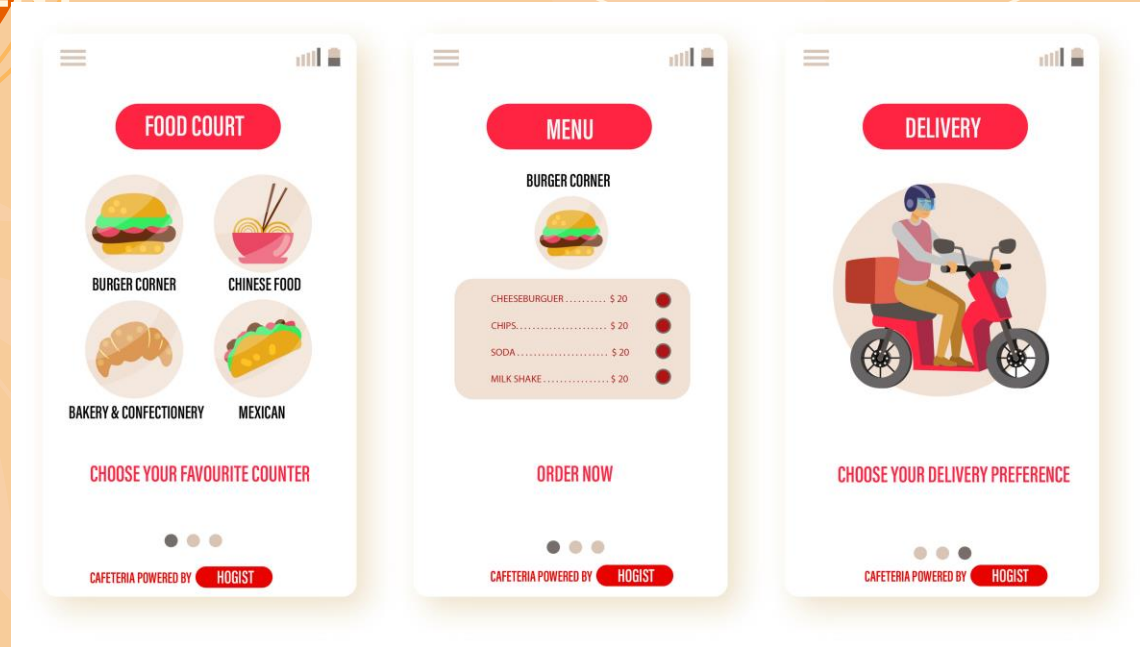 FOOD COURT
BURGER CORNER
CHINESE FOOD
BAKERY & CONFECTIONERY
MEXICAN
CHOOSE YOUR FAVOURITE COUNTER
CAFETERIA POWERED BY HOGIST
MENU
BURGER CORNER
CHEESEBURGUER.......... $ 20
CHIPS...................... $ 20
SODA...................... $ 20
MILK SHAKE................ $ 20
ORDER NOW
CAFETERIA POWERED BY HOGIST
DELIVERY
CHOOSE YOUR DELIVERY PREFERENCE
CAFETERIA POWERED BY HOGIST